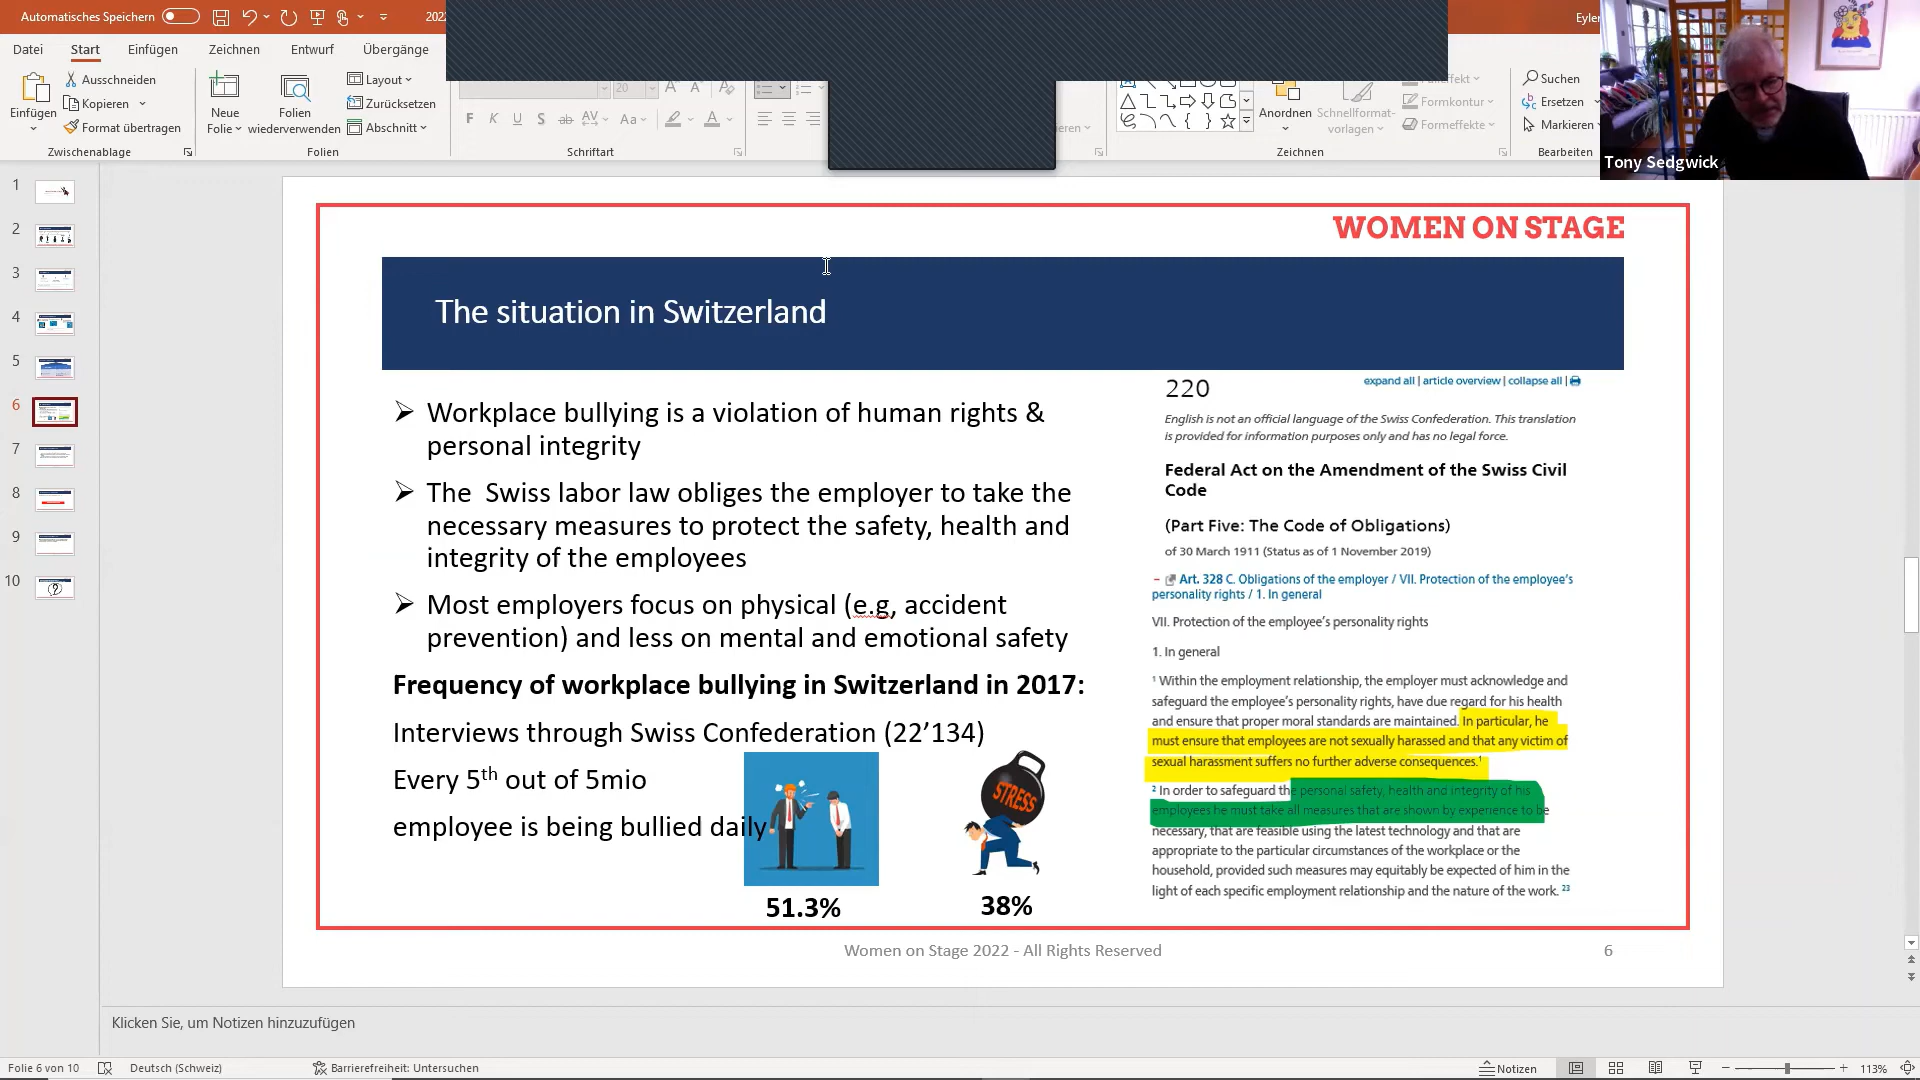 Automatisches Speichern
2022
Eyler
Datei
Start
Einfügen
Zeichnen
Entwurf
Übergänge
Einfügen
Ausschneiden
Kopieren
Format übertragen
Zwischenablage
Neue
Folie
Folien
wiederverwenden
Layout
Zurücksetzen
Abschnitt
Folien
20
F K U S ab AV Aa A
Schriftart
Anordnen
Schnellformat-
vorlagen
Formkontur
Formeffekte
Zeichnen
Suchen
Ersetzen
Markieren
Bearbeiten
Tony Sedgwick
1
2
3
4
5
6
7
8
9
10
WOMEN ON STAGE
The situation in Switzerland
Workplace bullying is a violation of human rights &
personal integrity
The Swiss labor law obliges the employer to take the
necessary measures to protect the safety, health and
integrity of the employees
Most employers focus on physical (e.g, accident
prevention) and less on mental and emotional safety
Frequency of workplace bullying in Switzerland in 2017:
Interviews through Swiss Confederation (22’134)
Every 5th out of 5mio
employee is being bullied daily
51.3%
STRESS
38%
220
expand all | article overview | collapse all |
English is not an official language of the Swiss Confederation. This translation
is provided for information purposes only and has no legal force.
Federal Act on the Amendment of the Swiss Civil
Code
(Part Five: The Code of Obligations)
of 30 March 1911 (Status as of 1 November 2019)
Art. 328 C. Obligations of the employer / VII. Protection of the employee’s
personality rights / 1. In general
VII. Protection of the employee’s personality rights
1. In general
1 Within the employment relationship, the employer must acknowledge and
safeguard the employee’s personality rights, have due regard for his health
and ensure that proper moral standards are maintained. In particular, he
must ensure that employees are not sexually harassed and that any victim of
sexual harassment suffers no further adverse consequences.1
2 In order to safeguard the personal safety, health and integrity of his
employees he must take all measures that are shown by experience to be
necessary, that are feasible using the latest technology and that are
appropriate to the particular circumstances of the workplace or the
household, provided such measures may equitably be expected of him in the
light of each specific employment relationship and the nature of the work. 23
Women on Stage 2022 - All Rights Reserved
6
Klicken Sie, um Notizen hinzuzufügen
Folie 6 von 10
Deutsch (Schweiz)
Barrierefreiheit: Untersuchen
Notizen
113%